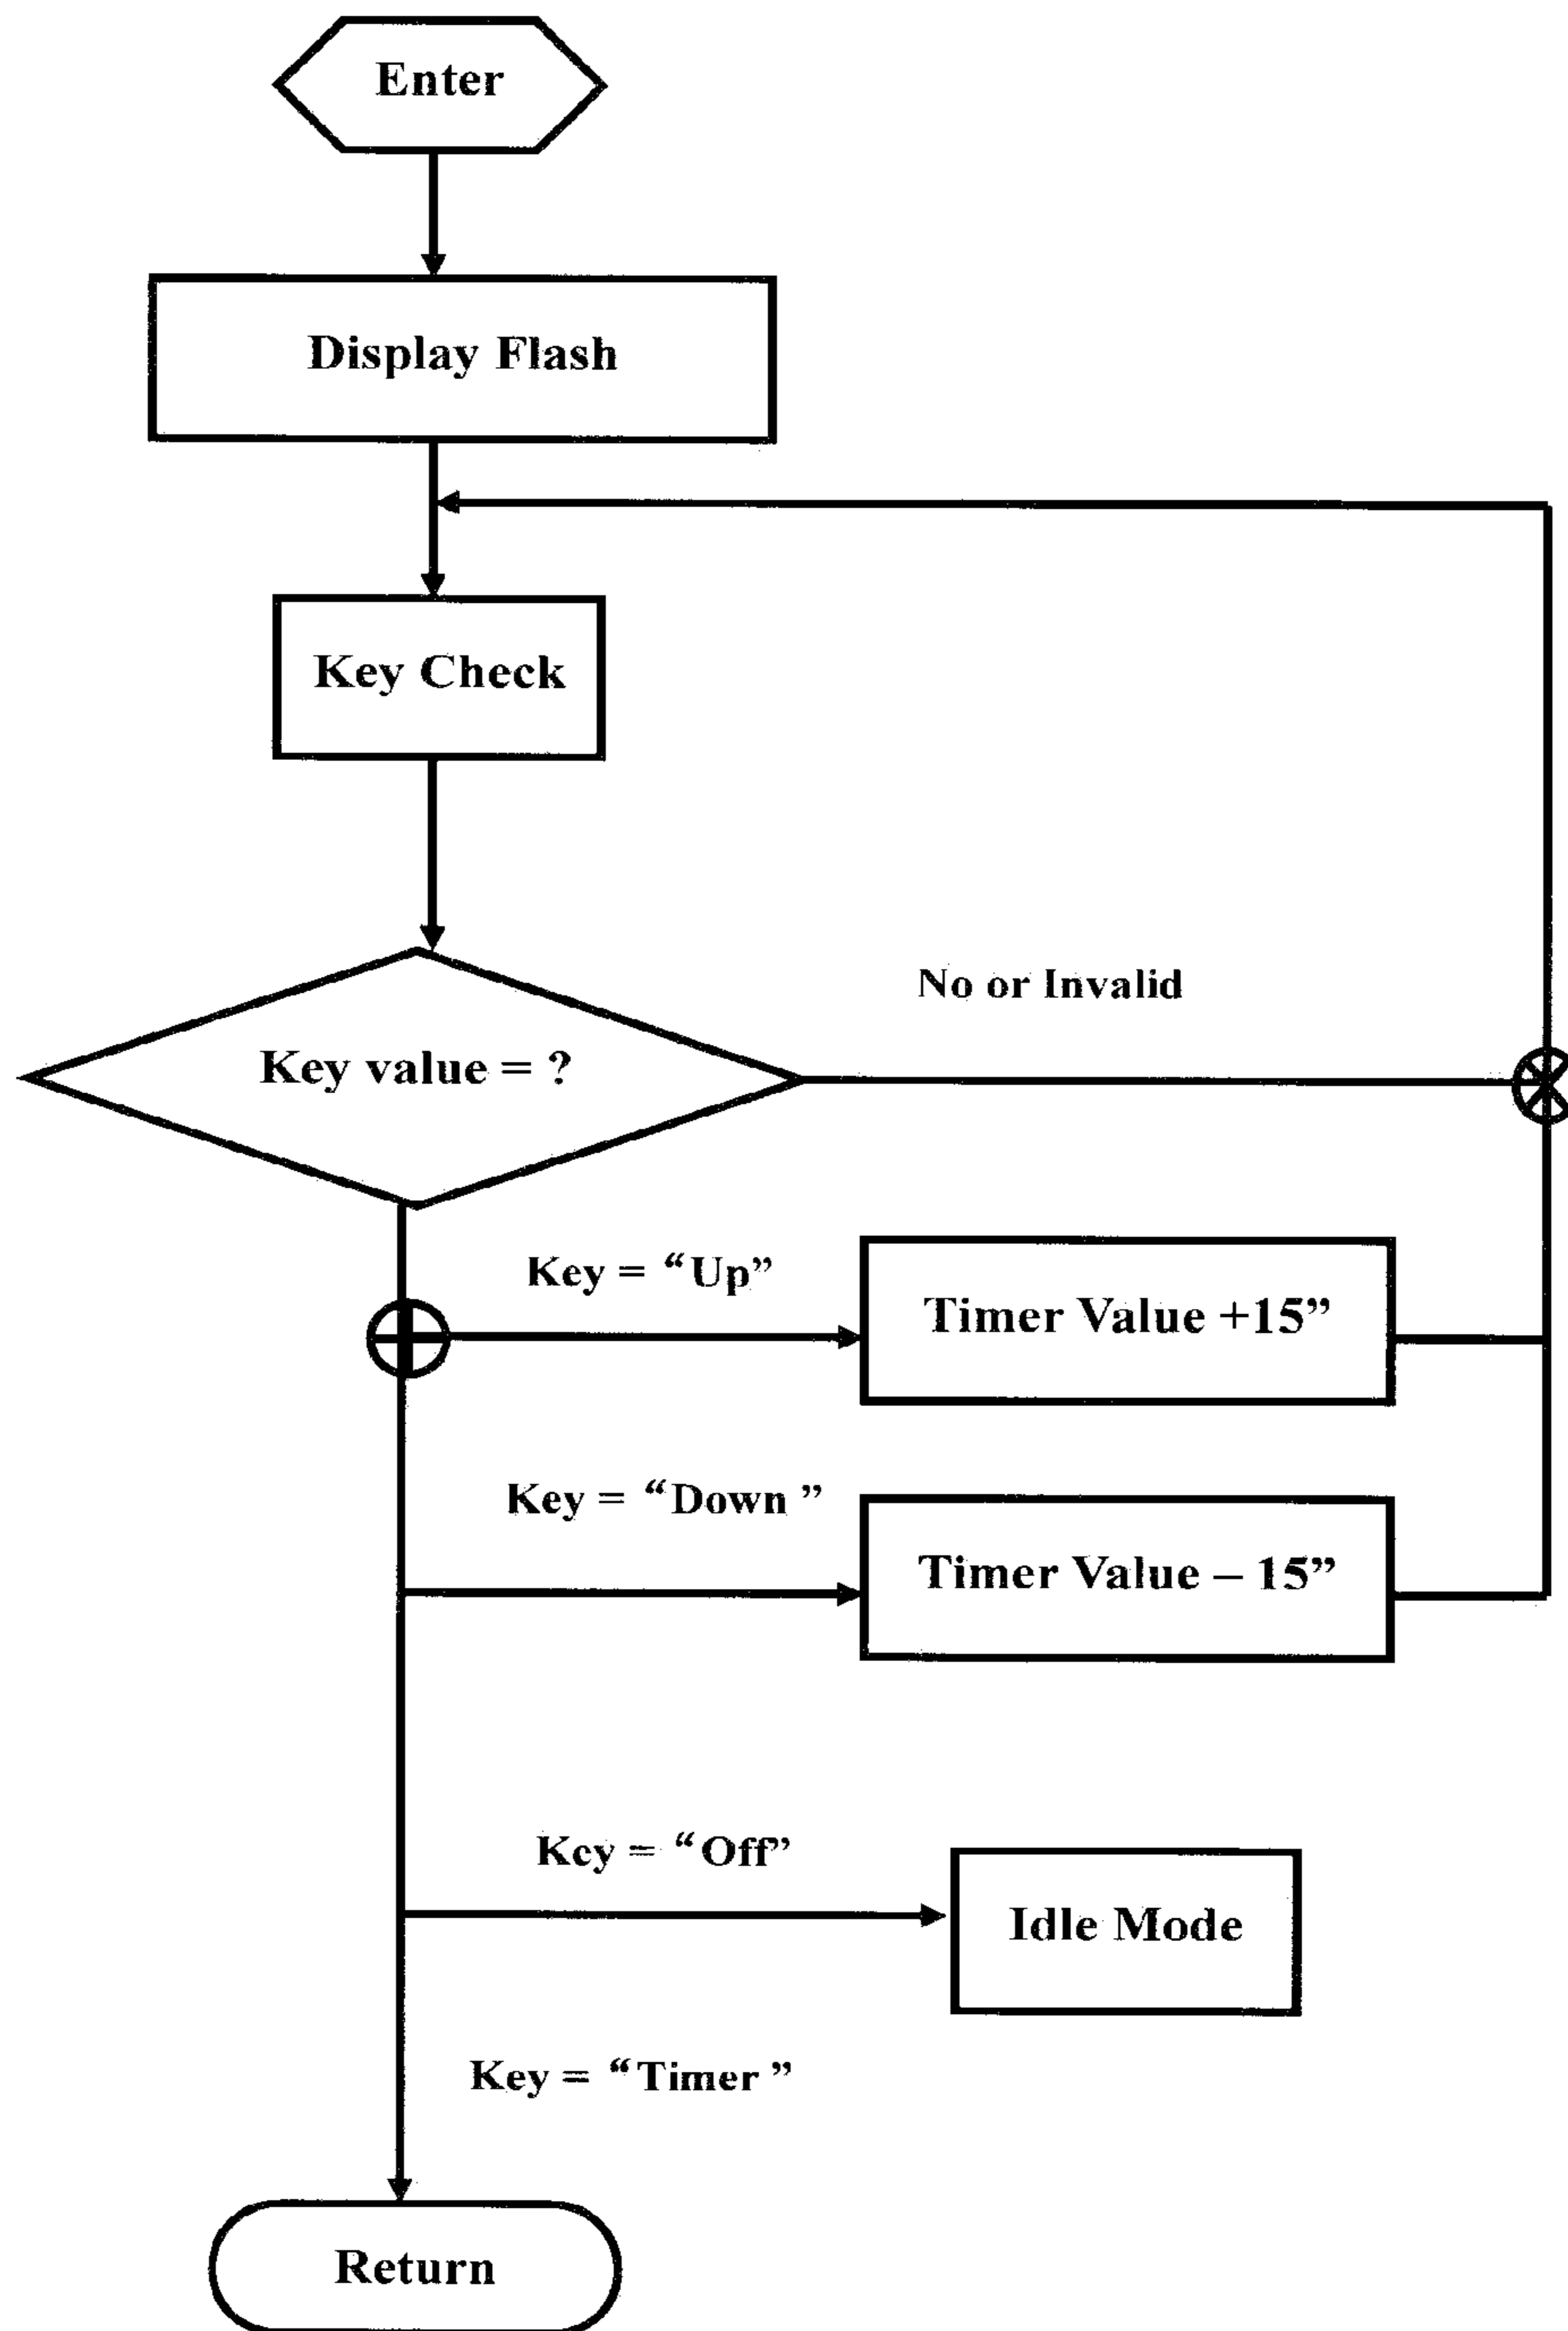 Enter
Display Flash
Key Check
No or Invalid
Key value = ?
Key = “Up”
Timer Value +15”
Key = “Down ”
Timer Value – 15”
Key = “Off”
Idle Mode
Key = “Timer ”
Return